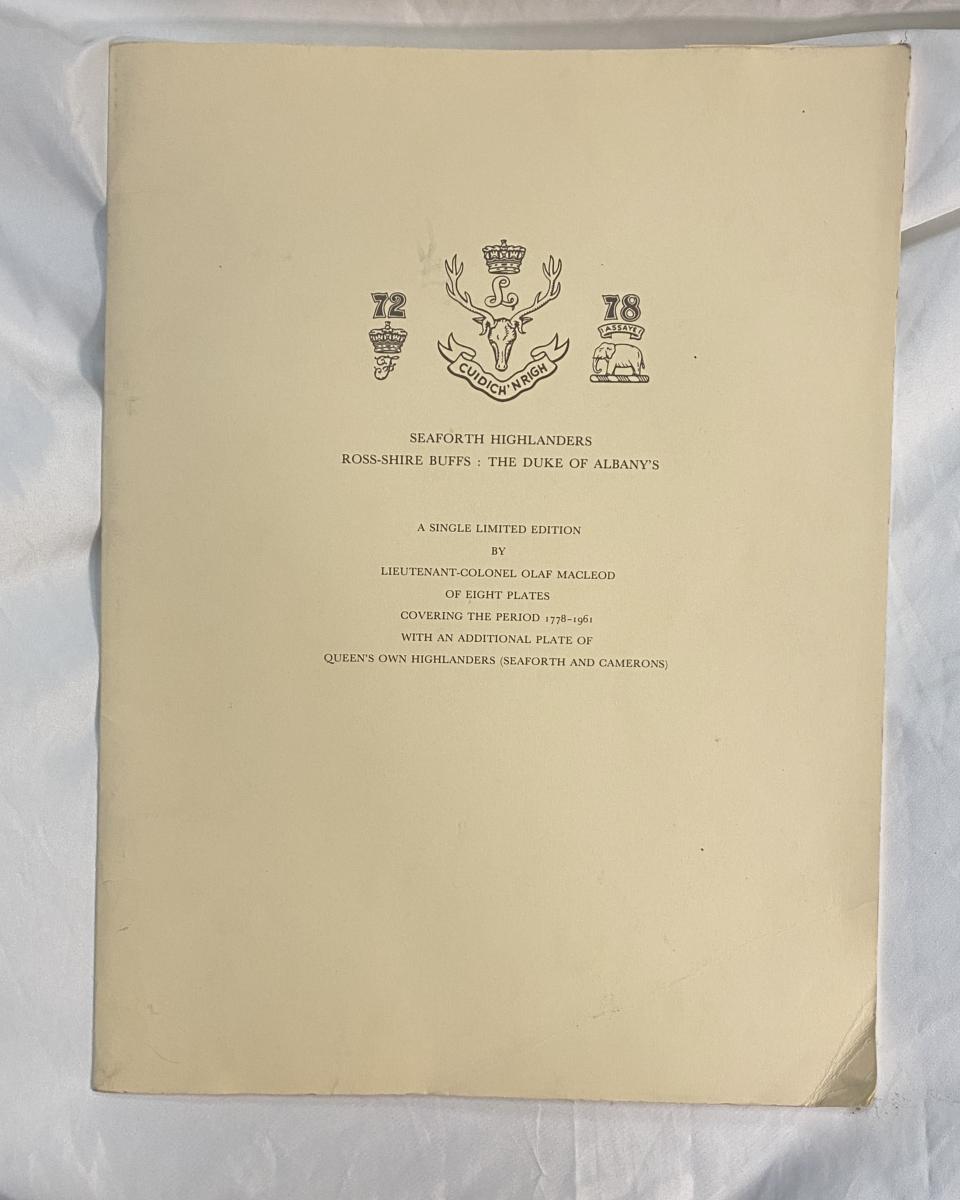 72
78
ASSAYE
L
F
CUIDICH'N RIGH
SEAFORTH HIGHLANDERS
ROSS-SHIRE BUFFS : THE DUKE OF ALBANY'S
A SINGLE LIMITED EDITION
BY
LIEUTENANT-COLONEL OLAF MACLEOD
OF EIGHT PLATES
COVERING THE PERIOD 1778–1961
WITH AN ADDITIONAL PLATE OF
QUEEN'S OWN HIGHLANDERS (SEAFORTH AND CAMERONS)